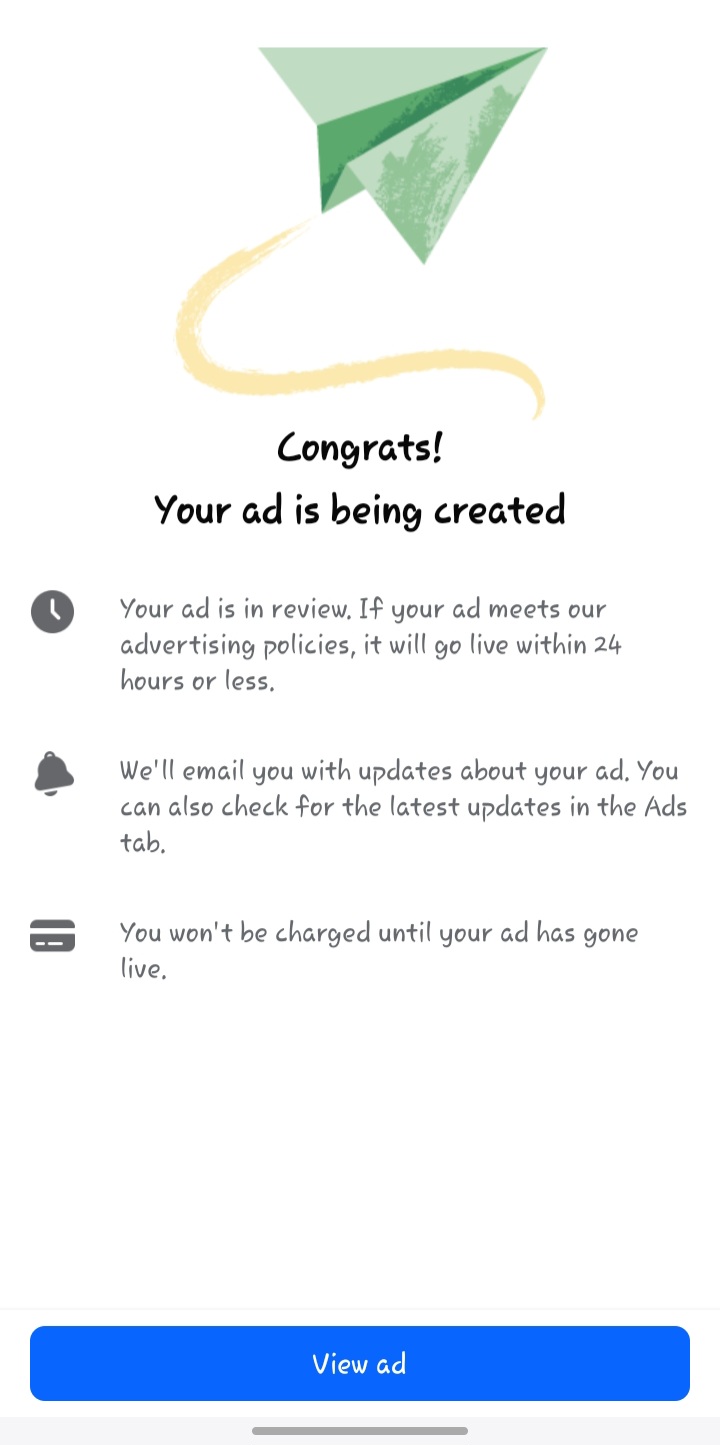 Congrats!
Your ad is being created
Your ad is in review. If your ad meets our
advertising policies, it will go live within 24
hours or less.
We'll email you with updates about your ad. You
can also check for the latest updates in the Ads
tab.
You won't be charged until your ad has gone
live.
View ad